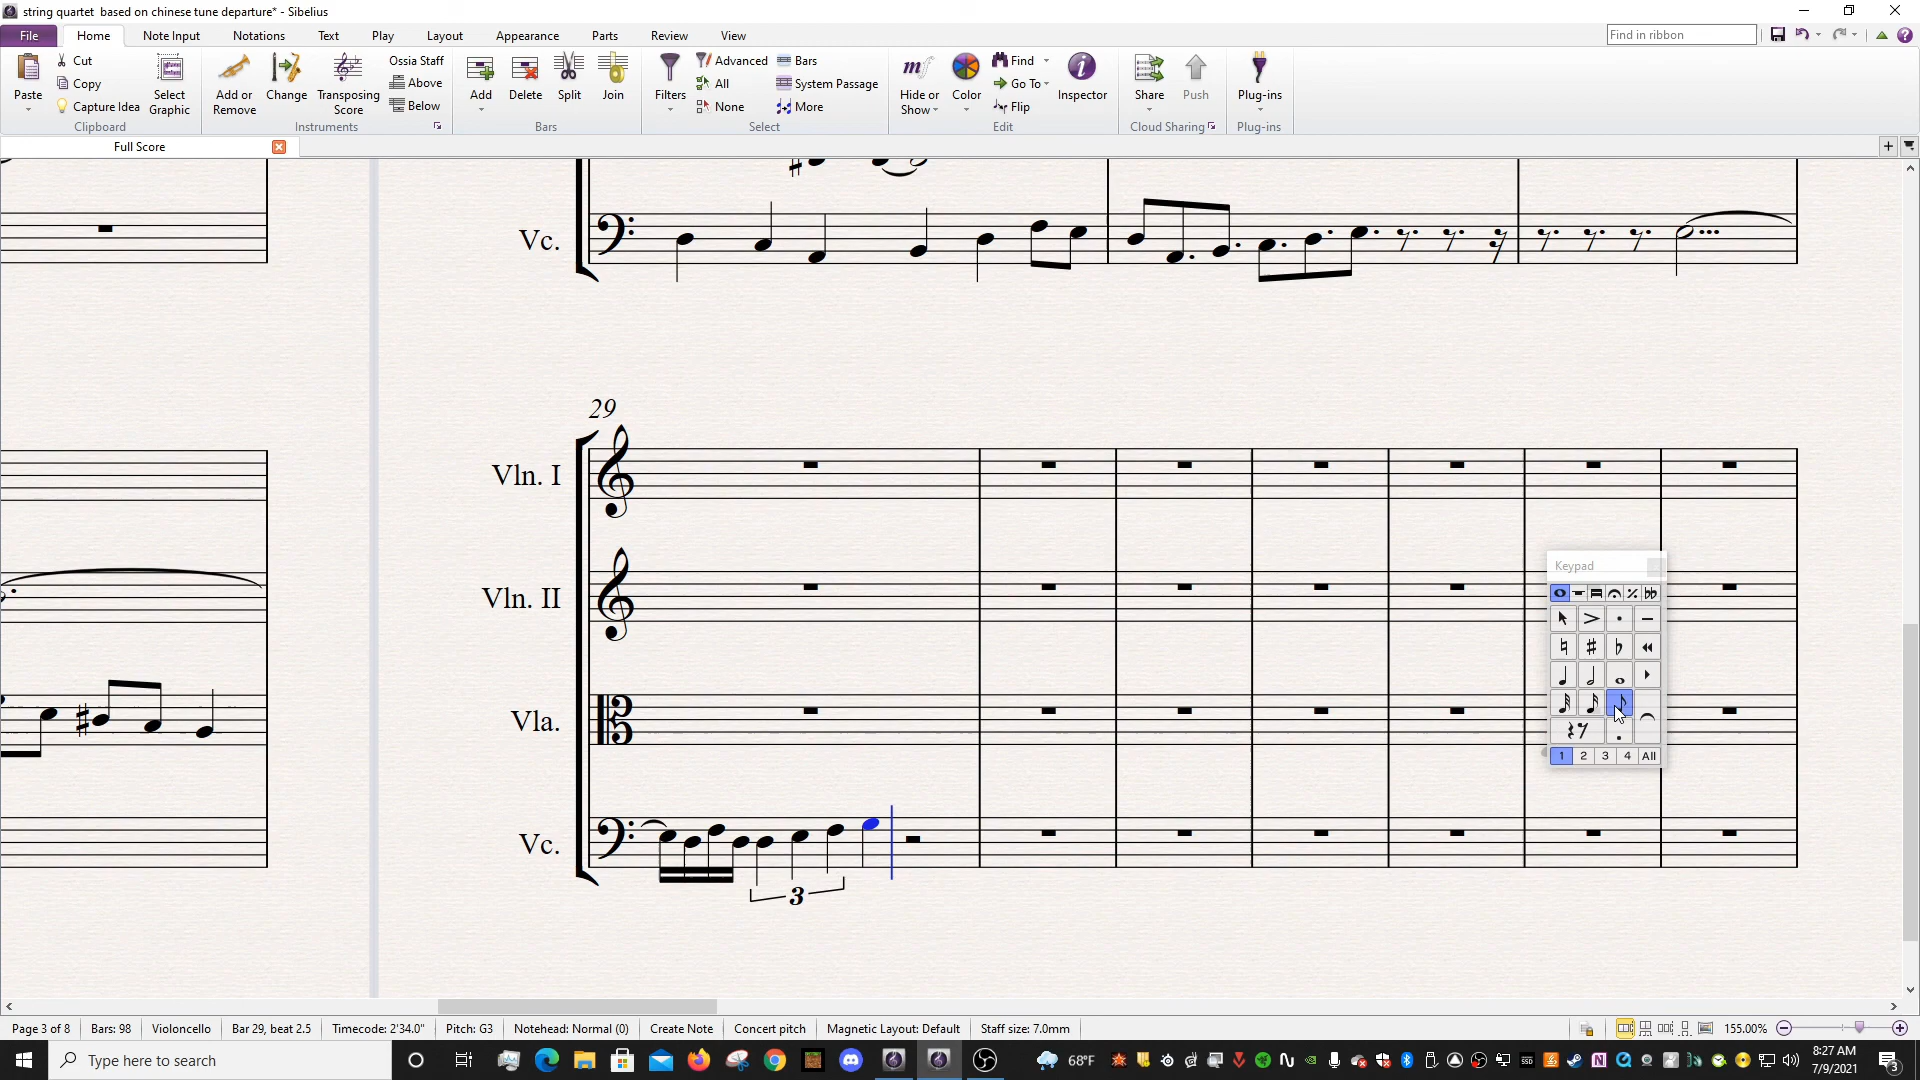 string quartet  based on chinese tune departure* - Sibelius
File Home Note Input Notations Text Play Layout Appearance Parts Review View Find in ribbon
Paste Cut Copy Capture Idea Select Graphic Add or Remove Change Transposing Score Ossia Staff Above Below Add Delete Split Join Filters Advanced All None Bars System Passage More Hide or Show Color Find Go To Flip Inspector Share Push Plug-ins
Clipboard Instruments Bars Select Edit Cloud Sharing Plug-ins
Full Score
Vc.
29
Vln. I
Vln. II
Vla.
Vc.
3
Keypad
1 2 3 4 All
Page 3 of 8 Bars: 98 Violoncello Bar 29, beat 2.5 Timecode: 2'34.0" Pitch: G3 Notehead: Normal (0) Create Note Concert pitch Magnetic Layout: Default Staff size: 7.0mm 155.00%
Type here to search 68°F 8:27 AM
7/9/2021 3